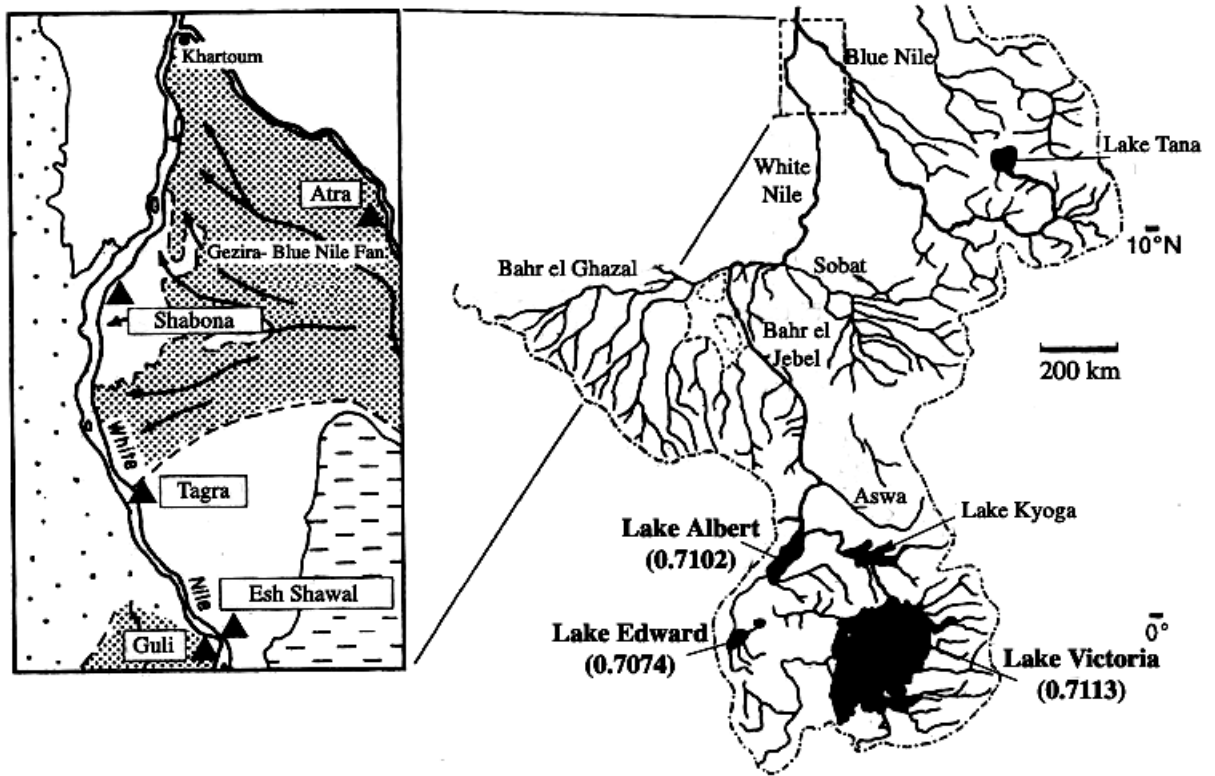 Khartoum
Atra
Gezira- Blue Nile Fan
Shabona
White
Tagra
Nile
Esh Shawal
Guli
Blue Nile
Lake Tana
White
Nile
10°N
Bahr el Ghazal
Sobat
Bahr el
Jebel
200 km
Aswa
Lake Kyoga
Lake Albert
(0.7102)
Lake Edward
(0.7074)
0°
Lake Victoria
(0.7113)